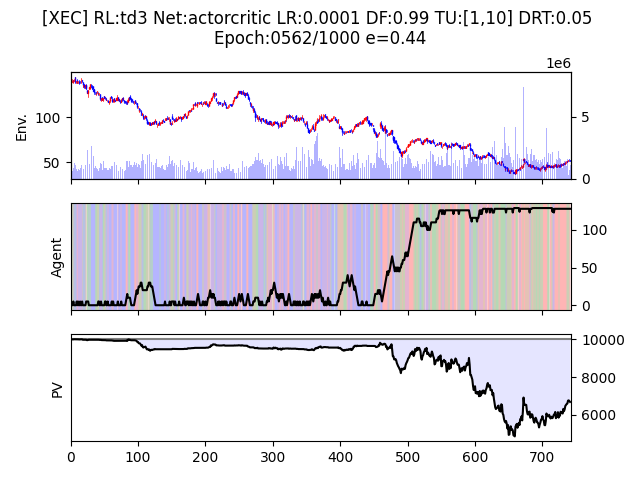 [XEC] RL:td3 Net:actorcritic LR:0.0001 DF:0.99 TU:[1,10] DRT:0.05
Epoch:0562/1000 e=0.44
1e6
Env.
100
50
5
0
Agent
100
50
0
PV
10000
8000
6000
0 100 200 300 400 500 600 700